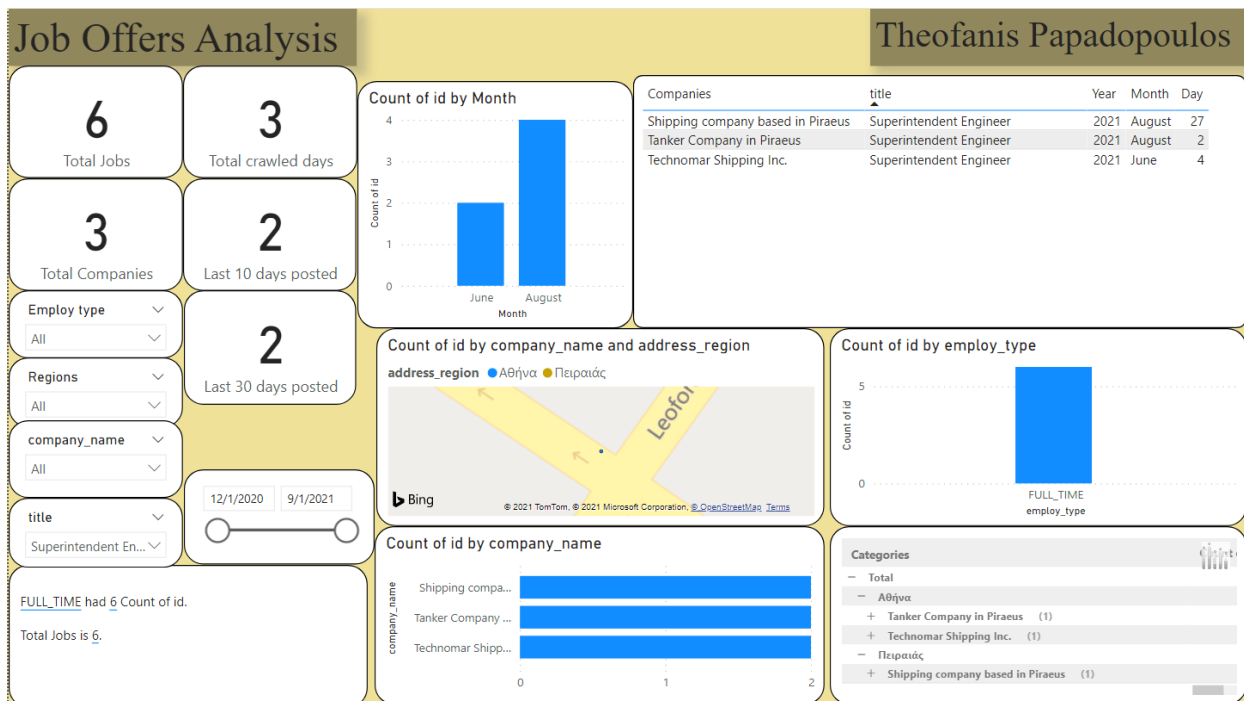 Job Offers Analysis
Theofanis Papadopoulos
6
Total Jobs
3
Total crawled days
3
Total Companies
2
Last 10 days posted
2
Last 30 days posted
Employ type
All
Regions
All
company_name
All
title
Superintendent En...
12/1/2020 9/1/2021
FULL_TIME had 6 Count of id.
Total Jobs is 6.
Count of id by Month
Count of id
4
3
2
1
0
June August
Month
Companies title Year Month Day
Shipping company based in Piraeus Superintendent Engineer 2021 August 27
Tanker Company in Piraeus Superintendent Engineer 2021 August 2
Technomar Shipping Inc. Superintendent Engineer 2021 June 4
Count of id by company_name and address_region
address_region Αθήνα Πειραιάς
Leofor
Bing
© 2021 TomTom, © 2021 Microsoft Corporation, © OpenStreetMap Terms
Count of id by employ_type
Count of id
5
0
FULL_TIME
employ_type
Count of id by company_name
company_name
Shipping compa...
Tanker Company ...
Technomar Shipp...
0 1 2
Categories
Total
Αθήνα
Tanker Company in Piraeus (1)
Technomar Shipping Inc. (1)
Πειραιάς
Shipping company based in Piraeus (1)